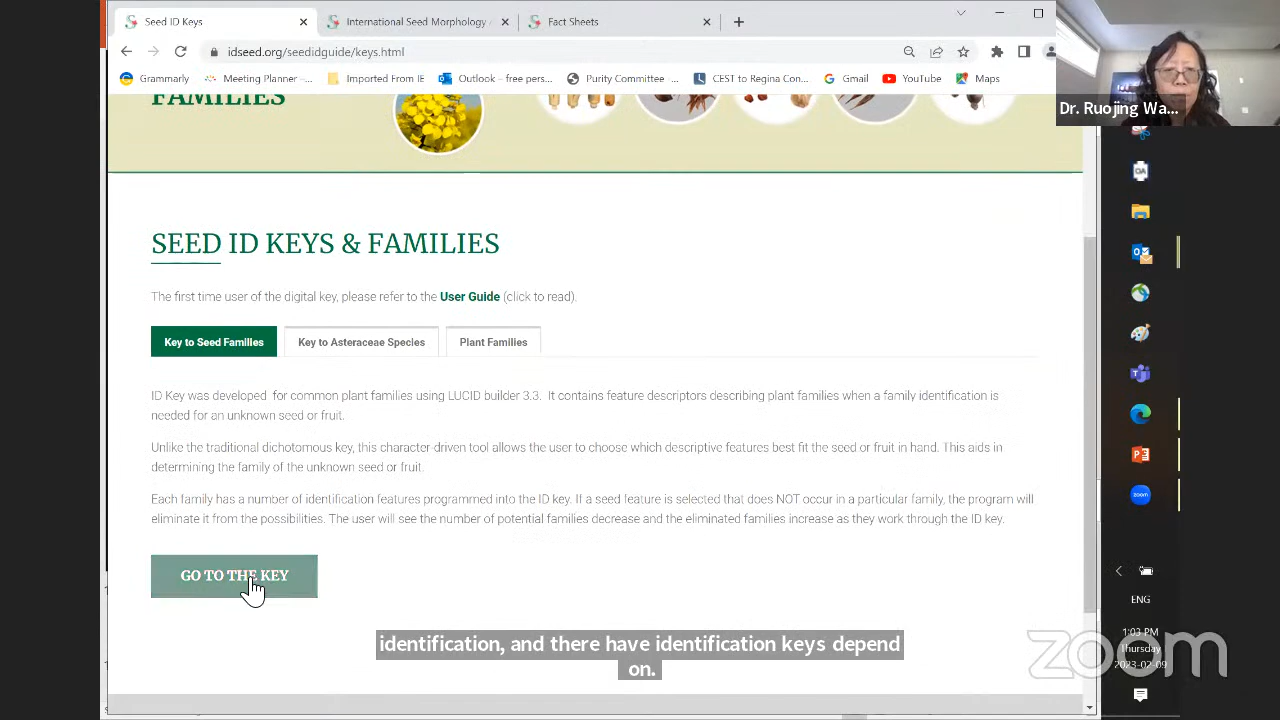 Seed ID Keys
International Seed Morphology
Fact Sheets
idseed.org/seedidguide/keys.html
Grammarly
Meeting Planner -...
Imported From IE
Outlook – free pers...
Purity Committee -...
CEST to Regina Con...
Gmail
YouTube
Maps
Dr. Ruojing Wa...
FAMILIES
SEED ID KEYS & FAMILIES
The first time user of the digital key, please refer to the User Guide (click to read).
Key to Seed Families
Key to Asteraceae Species
Plant Families
ID Key was developed for common plant families using LUCID builder 3.3. It contains feature descriptors describing plant families when a family identification is
needed for an unknown seed or fruit.
Unlike the traditional dichotomous key, this character driven tool allows the user to choose which descriptive features best fit the seed or fruit in hand. This aids in
determining the family of the unknown seed or fruit.
Each family has a number of identification features programmed into the ID key. If a seed feature is selected that does NOT occur in a particular family, the program will
eliminate it from the possibilities. The user will see the number of potential families decrease and the eliminated families increase as they work through the ID key.
GO TO THE KEY
identification, and there have identification keys depend
on.
OA
zoom
ENG
1:03 PM
Thursday
2023-02-09
zoom